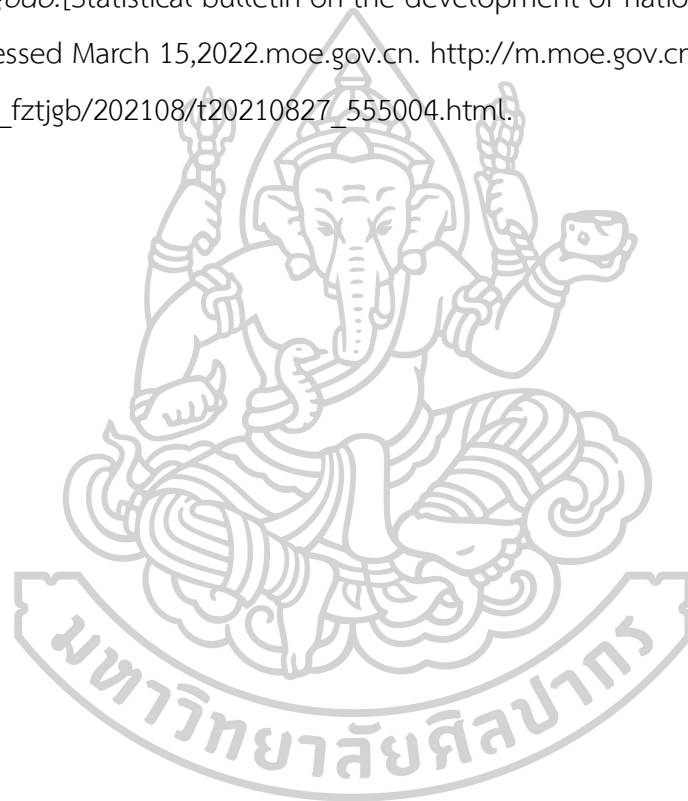 gbao.[Statistical bulletin on the development of natio
essed March 15,2022.moe.gov.cn. http://m.moe.gov.cn
_fztjgb/202108/t20210827_555004.html.
มหาวิทยาลัยศิลปากร